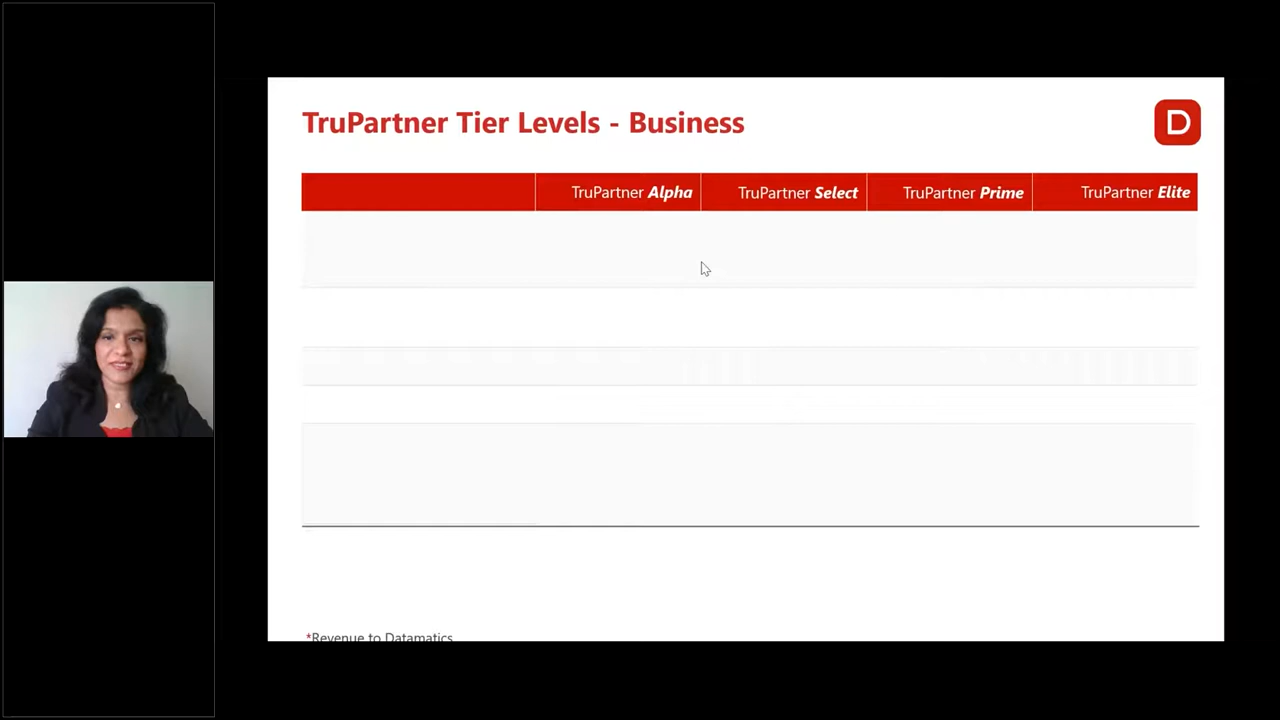 TruPartner Tier Levels - Business
D
TruPartner Alpha TruPartner Select TruPartner Prime TruPartner Elite
*Revenue to Datamatics